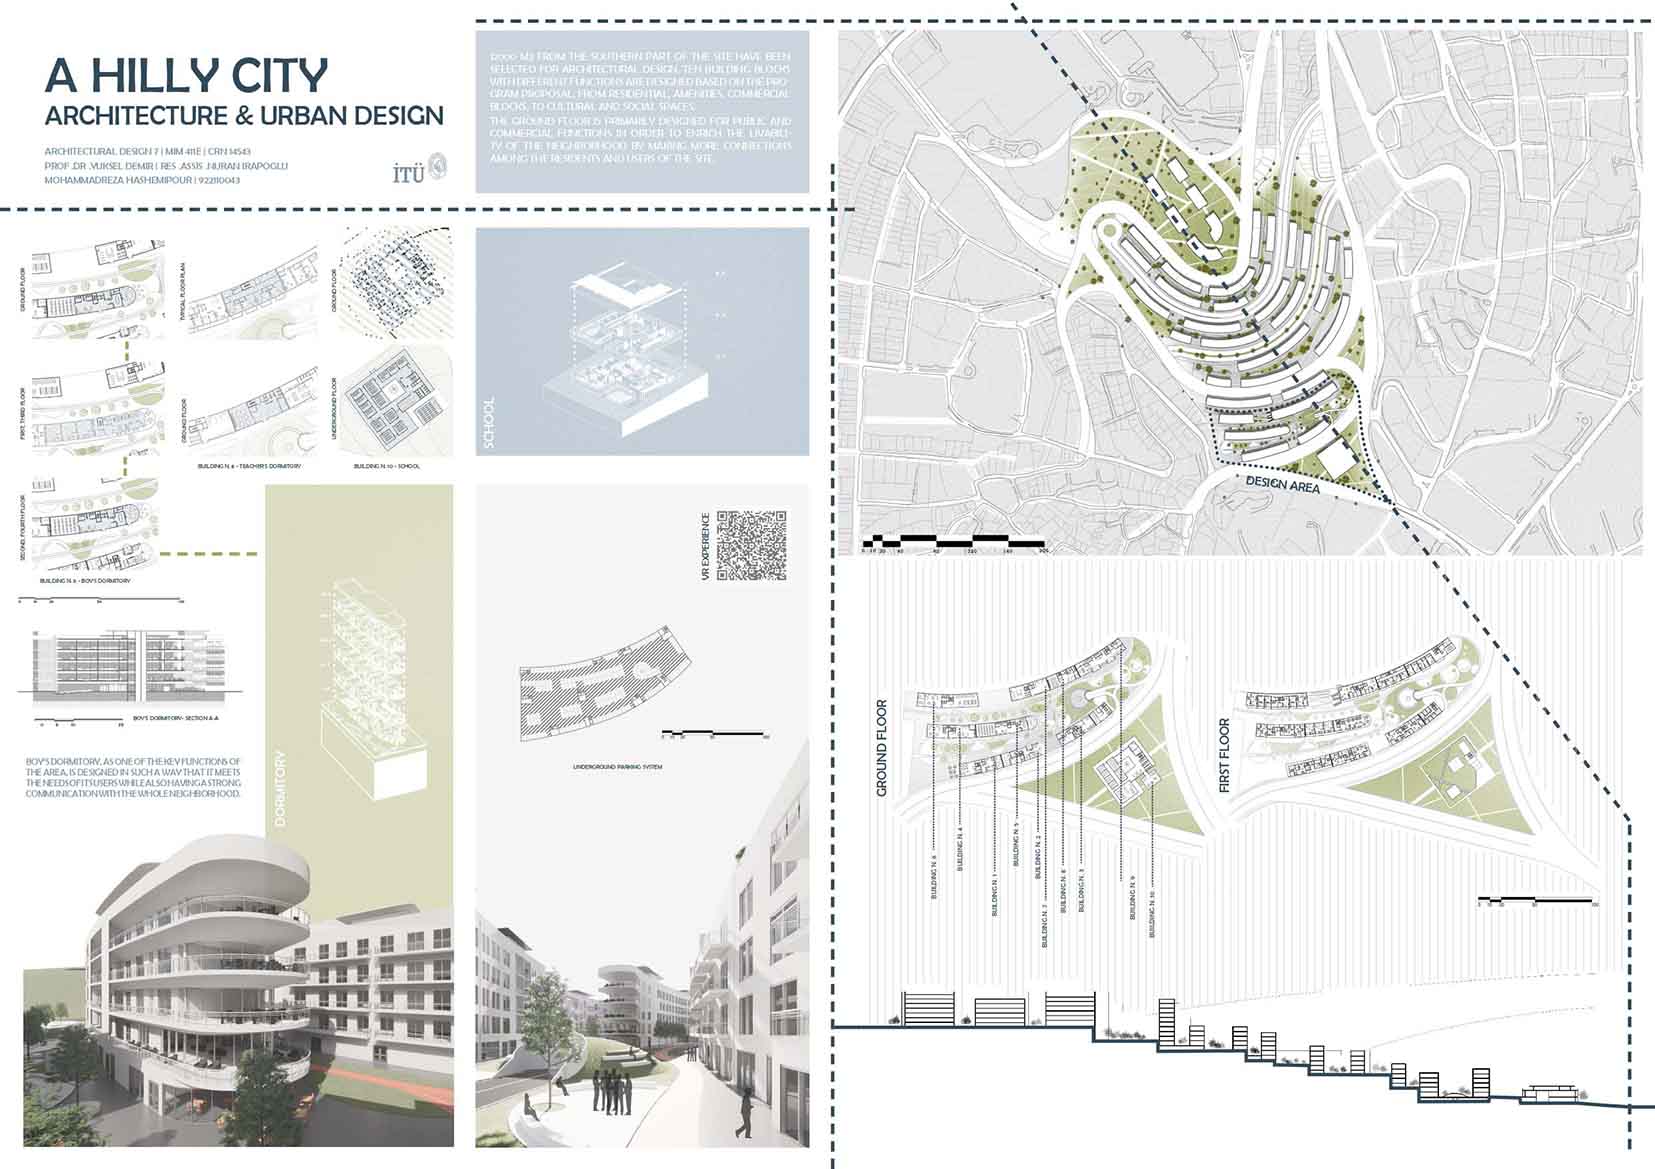 A HILLY CITY
ARCHITECTURE & URBAN DESIGN
ARCHITECTURAL DESIGN 7 | MIM 411E | CRN 14543
PROF .DR .YUKSEL DEMIR | RES .ASSIS .NURAN IRAPOGLU
MOHAMMADREZA HASHEMIPOUR | 922110043
İTÜ
12000 M2 FROM THE SOUTHERN PART OF THE SITE HAVE BEEN
SELECTED FOR ARCHITECTURAL DESIGN. TEN BUILDING BLOCKS
WITH DIFFERENT FUNCTIONS ARE DESIGNED BASED ON THE PRO-
GRAM PROPOSAL; FROM RESIDENTIAL, AMENITIES, COMMERCIAL
BLOCKS, TO CULTURAL AND SOCIAL SPACES.
THE GROUND FLOOR IS PRIMARILY DESIGNED FOR PUBLIC AND
COMMERCIAL FUNCTIONS IN ORDER TO ENRICH THE LIVABILI-
TY OF THE NEIGHBORHOOD BY MAKING MORE CONNECTIONS
AMONG THE RESIDENTS AND USERS OF THE SITE.
GROUND FLOOR
TYPICAL FLOOR PLAN
GROUND FLOOR
FIRST, THIRD FLOOR
GROUND FLOOR
UNDERGROUND FLOOR
BUILDING N. 8 - TEACHER'S DORMITORY
BUILDING N. 10 - SCHOOL
SECOND, FOURTH FLOOR
BOY'S DORMITORY
BOY'S DORMITORY- SECTION A-A
BOY'S DORMITORY, AS ONE OF THE KEY FUNCTIONS OF
THE AREA, IS DESIGNED IN SUCH A WAY THAT IT MEETS
THE NEEDS OF ITS USERS WHILE ALSO HAVING A STRONG
COMMUNICATION WITH THE WHOLE NEIGHBORHOOD.
DORMITORY
SCHOOL
VR EXPERIENCE
UNDERGROUND PARKING SYSTEM
DESIGN AREA
GROUND FLOOR
FIRST FLOOR
BUILDING N. 4
BUILDING N. 1
BUILDING N. 5
BUILDING N. 2
BUILDING N. 7
BUILDING N. 3
BUILDING N. 9
BUILDING N. 10